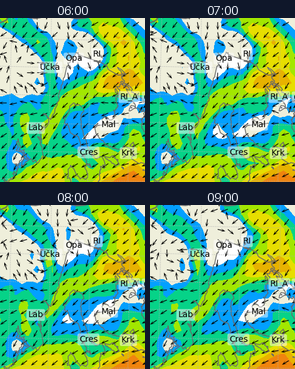 06:00
07:00
Opa
RI
Učka
RI_A
Lab
Mal
Cres
Krk
Opa
RI
Učka
RI_A
Lab
Mal
Cres
Krk
08:00
09:00
Opa
RI
Učka
RI_A
Lab
Mal
Cres
Krk
Opa
RI
Učka
RI_A
Lab
Mal
Cres
Krk